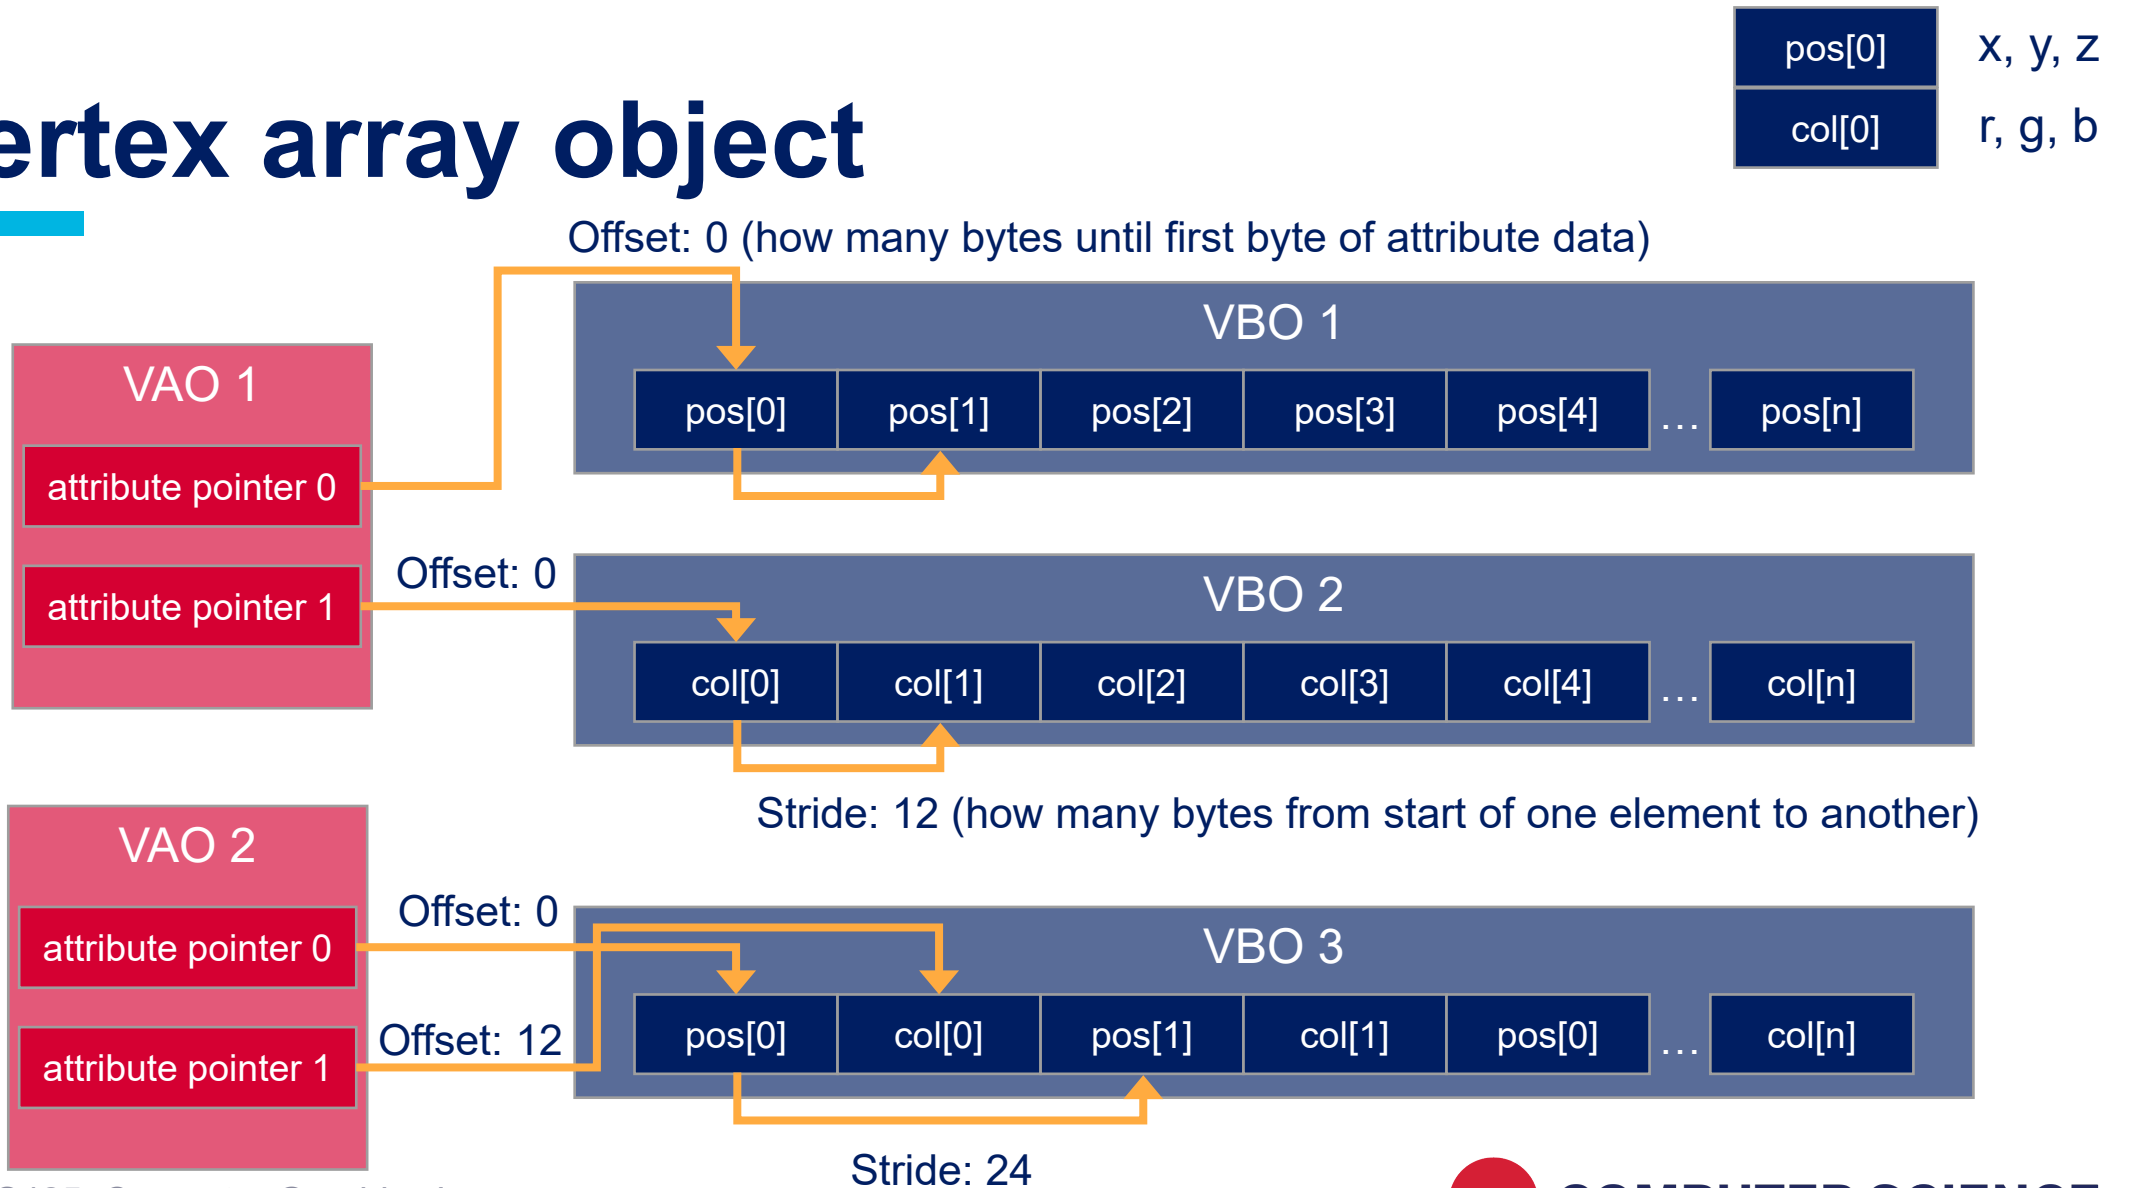 pos[0] x, y, z
col[0] r, g, b
ertex array object
Offset: 0 (how many bytes until first byte of attribute data)
VBO 1
pos[0] pos[1] pos[2] pos[3] pos[4] ... pos[n]
VAO 1
attribute pointer 0
attribute pointer 1
Offset: 0
VBO 2
col[0] col[1] col[2] col[3] col[4] ... col[n]
Stride: 12 (how many bytes from start of one element to another)
VAO 2
attribute pointer 0
attribute pointer 1
Offset: 0
Offset: 12
VBO 3
pos[0] col[0] pos[1] col[1] pos[0] ... col[n]
Stride: 24
COMPUTER SCIENCE